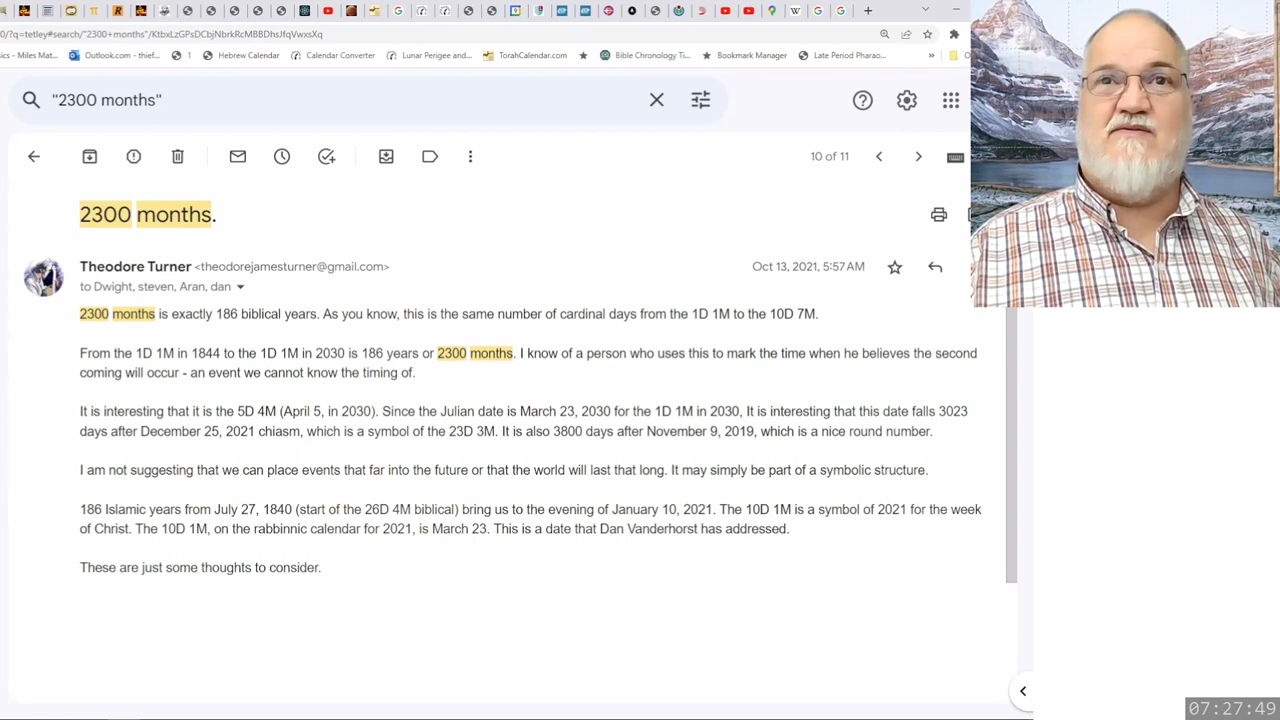 0/?q=tetley#search/"2300+months"/KtbxLzGPsDCbjNbrkRcMBBDhsJfqVwxsXq
ics - Miles Mat... Outlook.com - thief... 1 Hebrew Calendar Calendar Converter Lunar Perigee and... TorahCalendar.com Bible Chronology Ti... Bookmark Manager Late Period Pharao... »
"2300 months"
10 of 11
2300 months.
Theodore Turner <theodorejamesturner@gmail.com> Oct 13, 2021, 5:57 AM
to Dwight, steven, Aran, dan
2300 months is exactly 186 biblical years. As you know, this is the same number of cardinal days from the 1D 1M to the 10D 7M.
From the 1D 1M in 1844 to the 1D 1M in 2030 is 186 years or 2300 months. I know of a person who uses this to mark the time when he believes the second
coming will occur - an event we cannot know the timing of.
It is interesting that it is the 5D 4M (April 5, in 2030). Since the Julian date is March 23, 2030 for the 1D 1M in 2030, It is interesting that this date falls 3023
days after December 25, 2021 chiasm, which is a symbol of the 23D 3M. It is also 3800 days after November 9, 2019, which is a nice round number.
I am not suggesting that we can place events that far into the future or that the world will last that long. It may simply be part of a symbolic structure.
186 Islamic years from July 27, 1840 (start of the 26D 4M biblical) bring us to the evening of January 10, 2021. The 10D 1M is a symbol of 2021 for the week
of Christ. The 10D 1M, on the rabbinnic calendar for 2021, is March 23. This is a date that Dan Vanderhorst has addressed.
These are just some thoughts to consider.
07:27:49